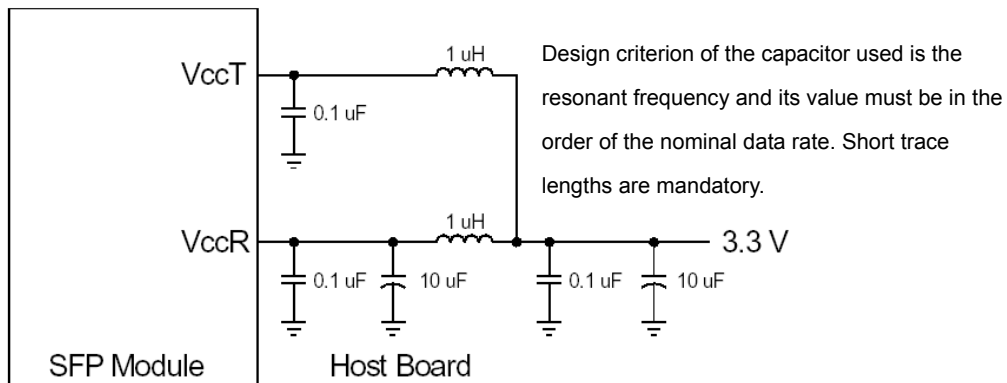 VccT
1 uH
0.1 uF
Design criterion of the capacitor used is the
resonant frequency and its value must be in the
order of the nominal data rate. Short trace
lengths are mandatory.
VccR
1 uH
3.3 V
0.1 uF
10 uF
0.1 uF
10 uF
SFP Module
Host Board